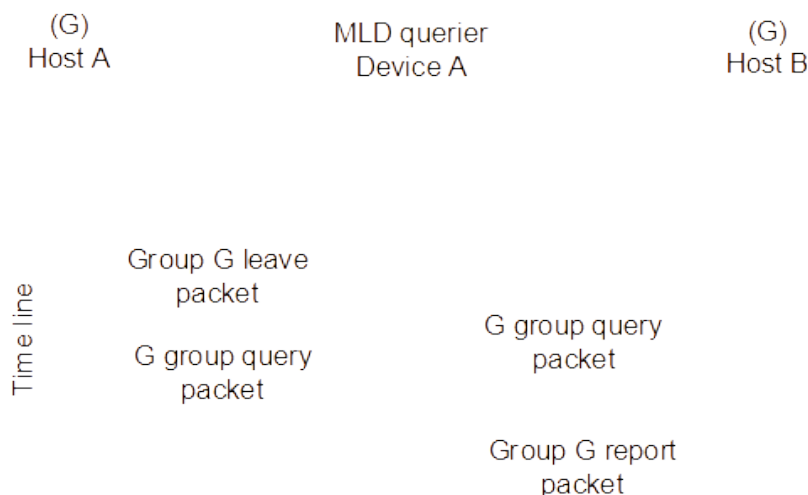 (G)
Host A
MLD querier
Device A
(G)
Host B
Time line
Group G leave
packet
G group query
packet
G group query
packet
Group G report
packet